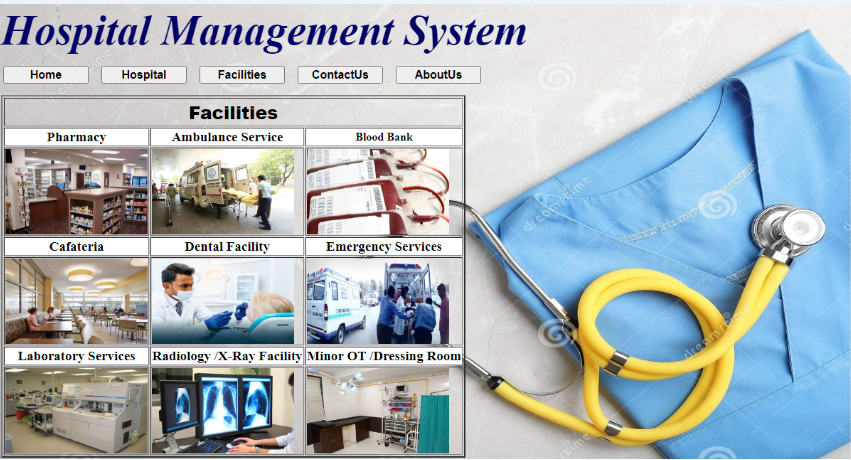 Hospital Management System
Home Hospital Facilities ContactUs AboutUs
Facilities
Pharmacy Ambulance Service Blood Bank
Cafateria Dental Facility Emergency Services
Laboratory Services Radiology /X-Ray Facility Minor OT /Dressing Room
dreamstime